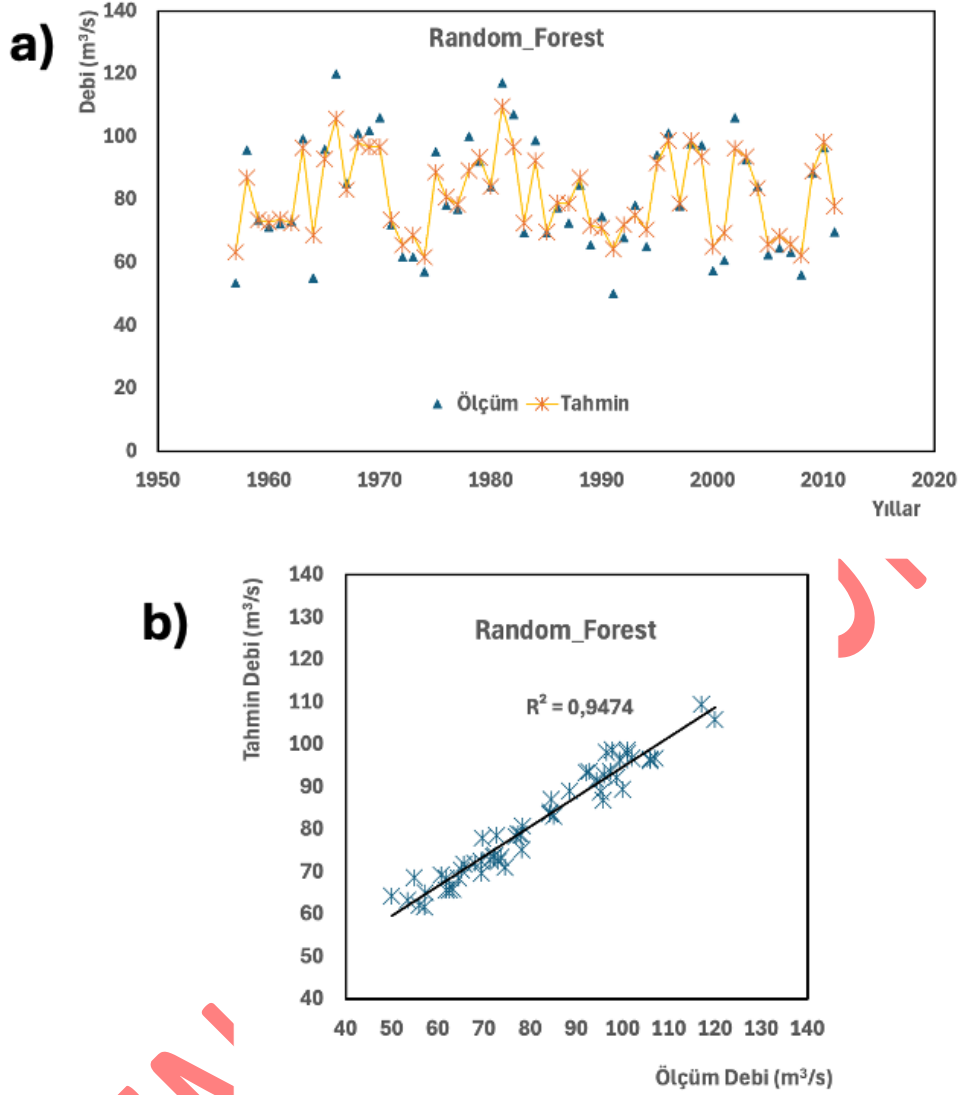 a)
Debi (m³/s)
Random_Forest
140
120
100
80
60
40
20
0
Ölçüm
Tahmin
1950 1960 1970 1980 1990 2000 2010 2020
Yıllar
b)
Tahmin Debi (m³/s)
Random_Forest
R² = 0,9474
140
130
120
110
100
90
80
70
60
50
40
40 50 60 70 80 90 100 110 120 130 140
Ölçüm Debi (m³/s)